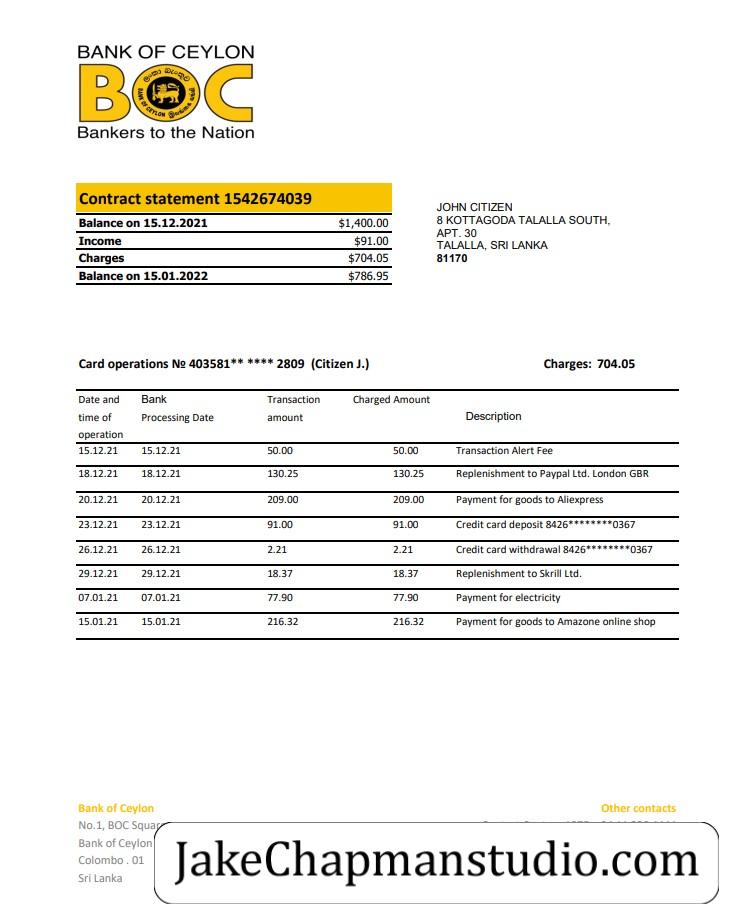 BANK OF CEYLON
BOC
Bankers to the Nation
Contract statement 1542674039
Balance on 15.12.2021 $1,400.00
Income $91.00
Charges $704.05
Balance on 15.01.2022 $786.95
JOHN CITIZEN
8 KOTTAGODA TALALLA SOUTH,
APT. 30
TALALLA, SRI LANKA
81170
Card operations № 403581** **** 2809 (Citizen J.) Charges: 704.05
Date and time of operation Bank Processing Date Transaction amount Charged Amount Description
15.12.21 15.12.21 50.00 50.00 Transaction Alert Fee
18.12.21 18.12.21 130.25 130.25 Replenishment to Paypal Ltd. London GBR
20.12.21 20.12.21 209.00 209.00 Payment for goods to Aliexpress
23.12.21 23.12.21 91.00 91.00 Credit card deposit 8426********0367
26.12.21 26.12.21 2.21 2.21 Credit card withdrawal 8426********0367
29.12.21 29.12.21 18.37 18.37 Replenishment to Skrill Ltd.
07.01.21 07.01.21 77.90 77.90 Payment for electricity
15.01.21 15.01.21 216.32 216.32 Payment for goods to Amazone online shop
Bank of Ceylon
No.1, BOC
Bank of Ceylon
Colombo . 01
Sri Lanka
Other contacts
JakeChapmanstudio.com